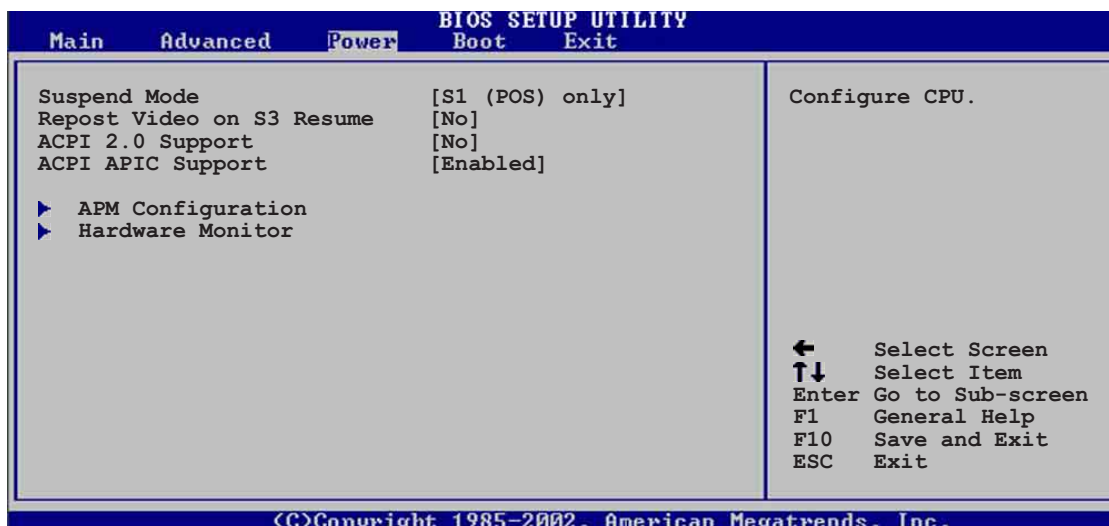 BIOS SETUP UTILITY
Main Advanced Power Boot Exit
Suspend Mode [S1 (POS) only]
Repost Video on S3 Resume [No]
ACPI 2.0 Support [No]
ACPI APIC Support [Enabled]
APM Configuration
Hardware Monitor
Configure CPU.
← Select Screen
↑↓ Select Item
Enter Go to Sub-screen
F1 General Help
F10 Save and Exit
ESC Exit
(C)Copyright 1985-2002, American Megatrends, Inc.